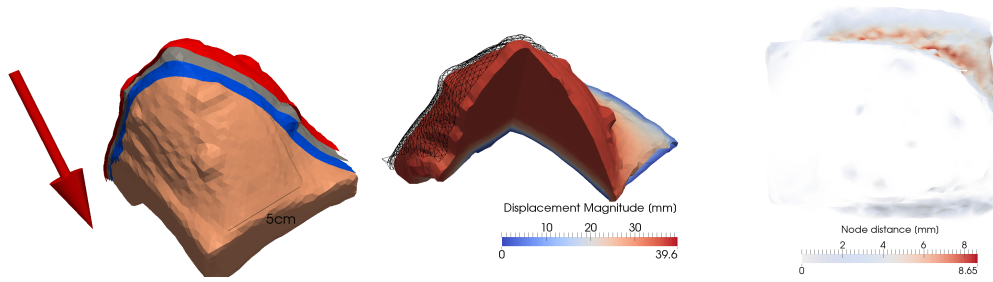 5cm
Displacement Magnitude (mm)
10 20 30
0 39.6
Node distance (mm)
2 4 6 8
0 8.65